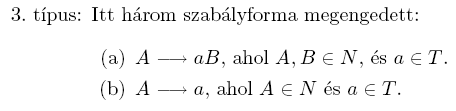 3. típus: Itt három szabályforma megengedett:
(a) A ⟶ aB, ahol A, B ∈ N, és a ∈ T.
(b) A ⟶ a, ahol A ∈ N és a ∈ T.